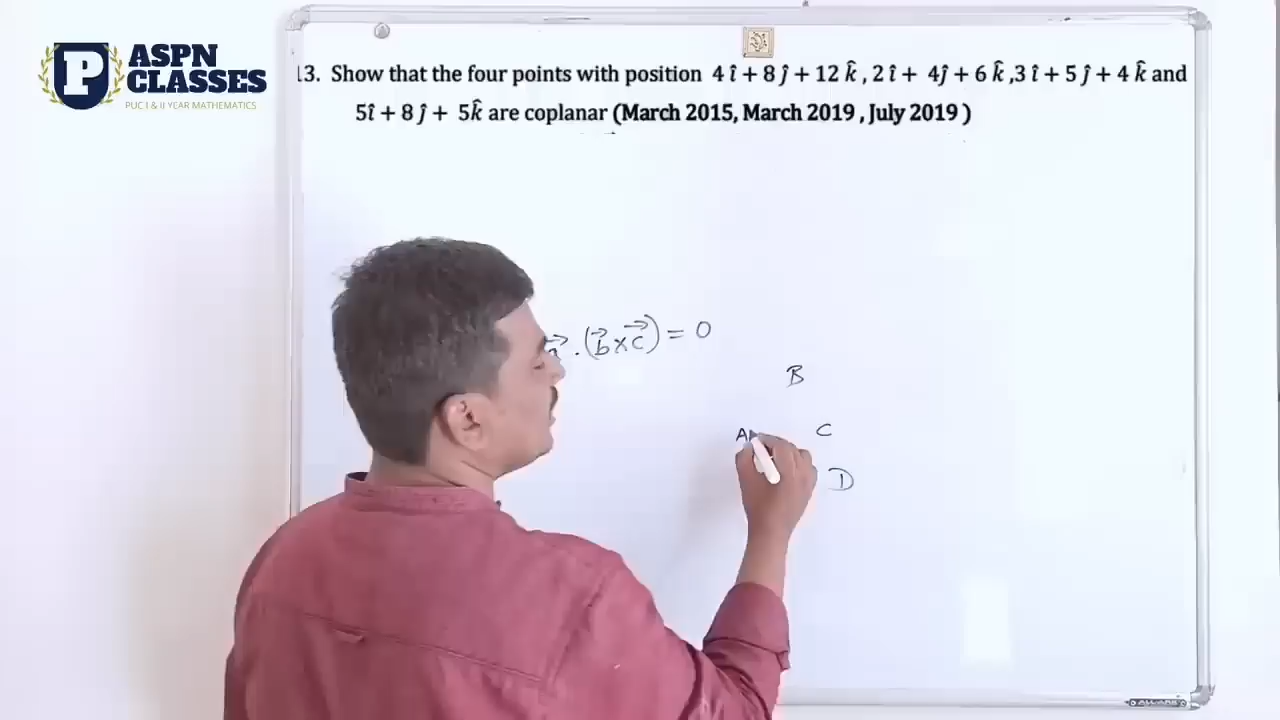 ASPN
CLASSES
PUC I & II YEAR MATHEMATICS
13. Show that the four points with position 4 î + 8 ĵ + 12 k̂ , 2 î + 4ĵ + 6 k̂ ,3 î + 5 ĵ + 4 k̂ and
5î + 8 ĵ + 5k̂ are coplanar (March 2015, March 2019 , July 2019 )
. (b⃗ × c⃗) = 0
B
A C
D